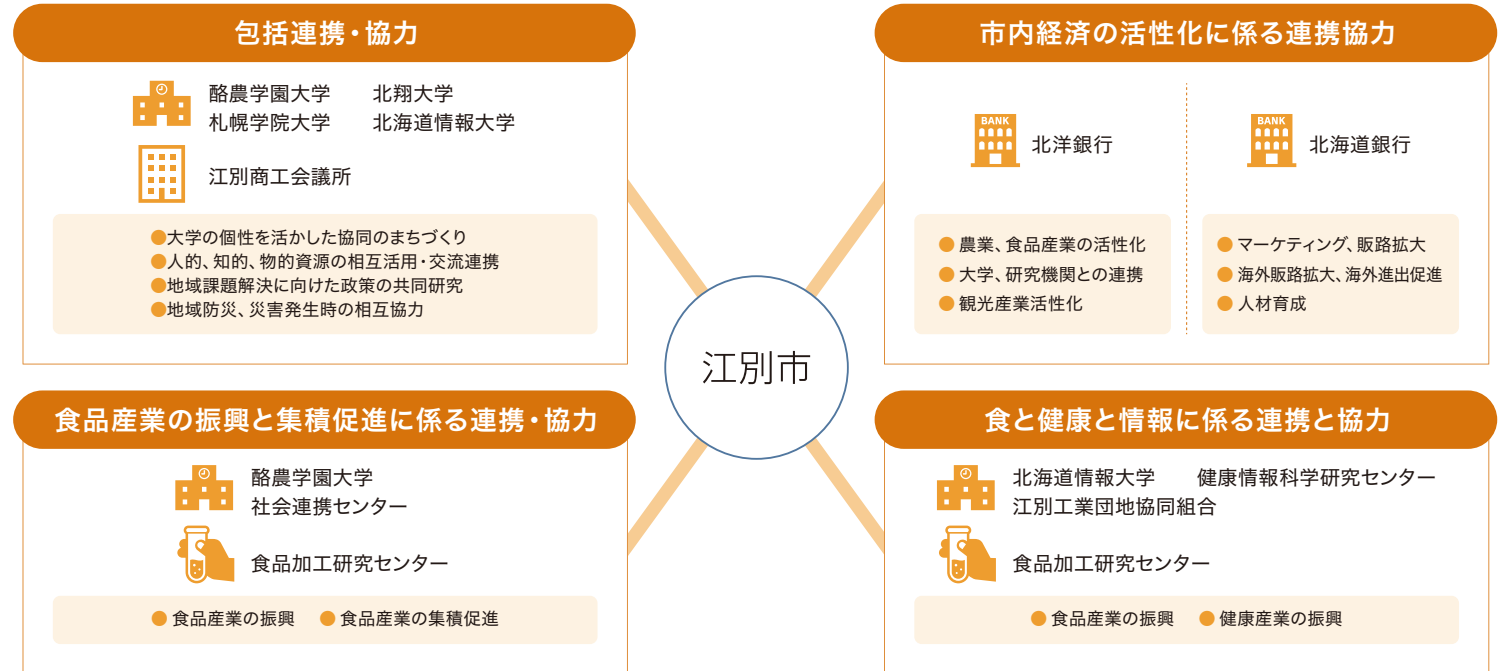 包括連携・協力
酪農学園大学 北翔大学
札幌学院大学 北海道情報大学
江別商工会議所
●大学の個性を活かした協同のまちづくり
●人的、知的、物的資源の相互活用・交流連携
●地域課題解決に向けた政策の共同研究
●地域防災、災害発生時の相互協力
市内経済の活性化に係る連携協力
BANK
北洋銀行
● 農業、食品産業の活性化
● 大学、研究機関との連携
● 観光産業活性化
BANK
北海道銀行
● マーケティング、販路拡大
● 海外販路拡大、海外進出促進
● 人材育成
江別市
食品産業の振興と集積促進に係る連携・協力
酪農学園大学
社会連携センター
食品加工研究センター
● 食品産業の振興 ● 食品産業の集積促進
食と健康と情報に係る連携と協力
北海道情報大学 健康情報科学研究センター
江別工業団地協同組合
食品加工研究センター
● 食品産業の振興 ● 健康産業の振興